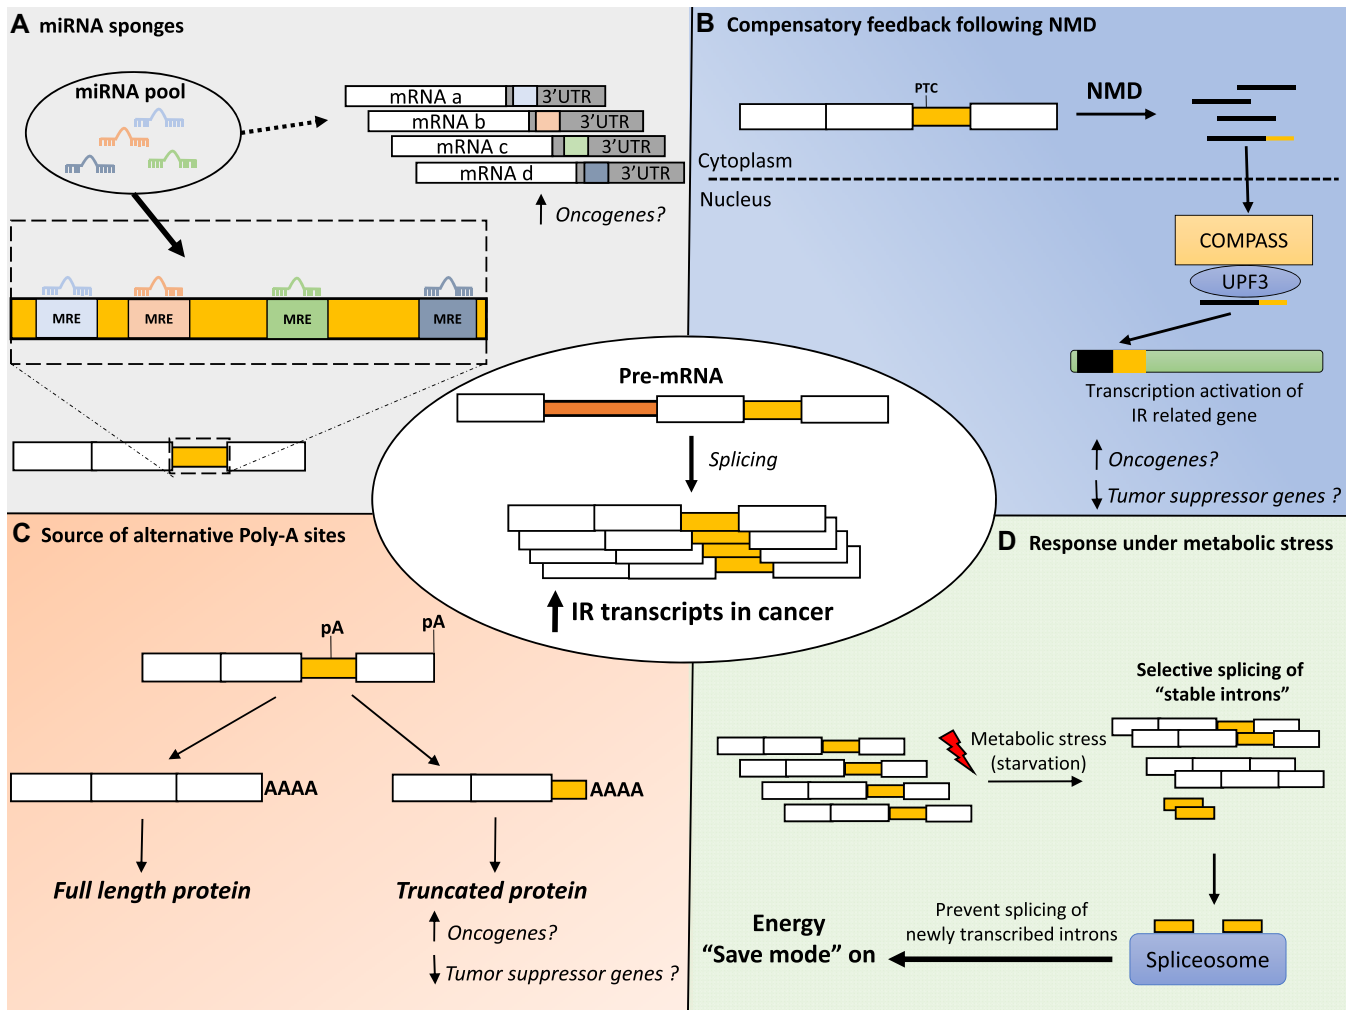 A miRNA sponges
miRNA pool
mRNA a 3'UTR
mRNA b 3'UTR
mRNA c 3'UTR
mRNA d 3'UTR
Oncogenes?
MRE MRE MRE MRE
B Compensatory feedback following NMD
PTC
NMD
Cytoplasm
Nucleus
COMPASS
UPF3
Transcription activation of
IR related gene
Oncogenes?
Tumor suppressor genes ?
Pre-mRNA
Splicing
IR transcripts in cancer
C Source of alternative Poly-A sites
pA
pA
AAAA
AAAA
Full length protein
Truncated protein
Oncogenes?
Tumor suppressor genes ?
D Response under metabolic stress
Selective splicing of
“stable introns”
Metabolic stress
(starvation)
Spliceosome
Prevent splicing of
newly transcribed introns
Energy
“Save mode” on